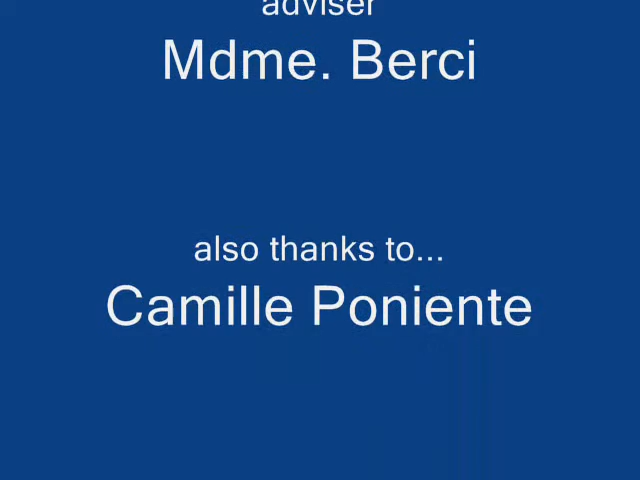 adviser
Mdme. Berci
also thanks to...
Camille Poniente